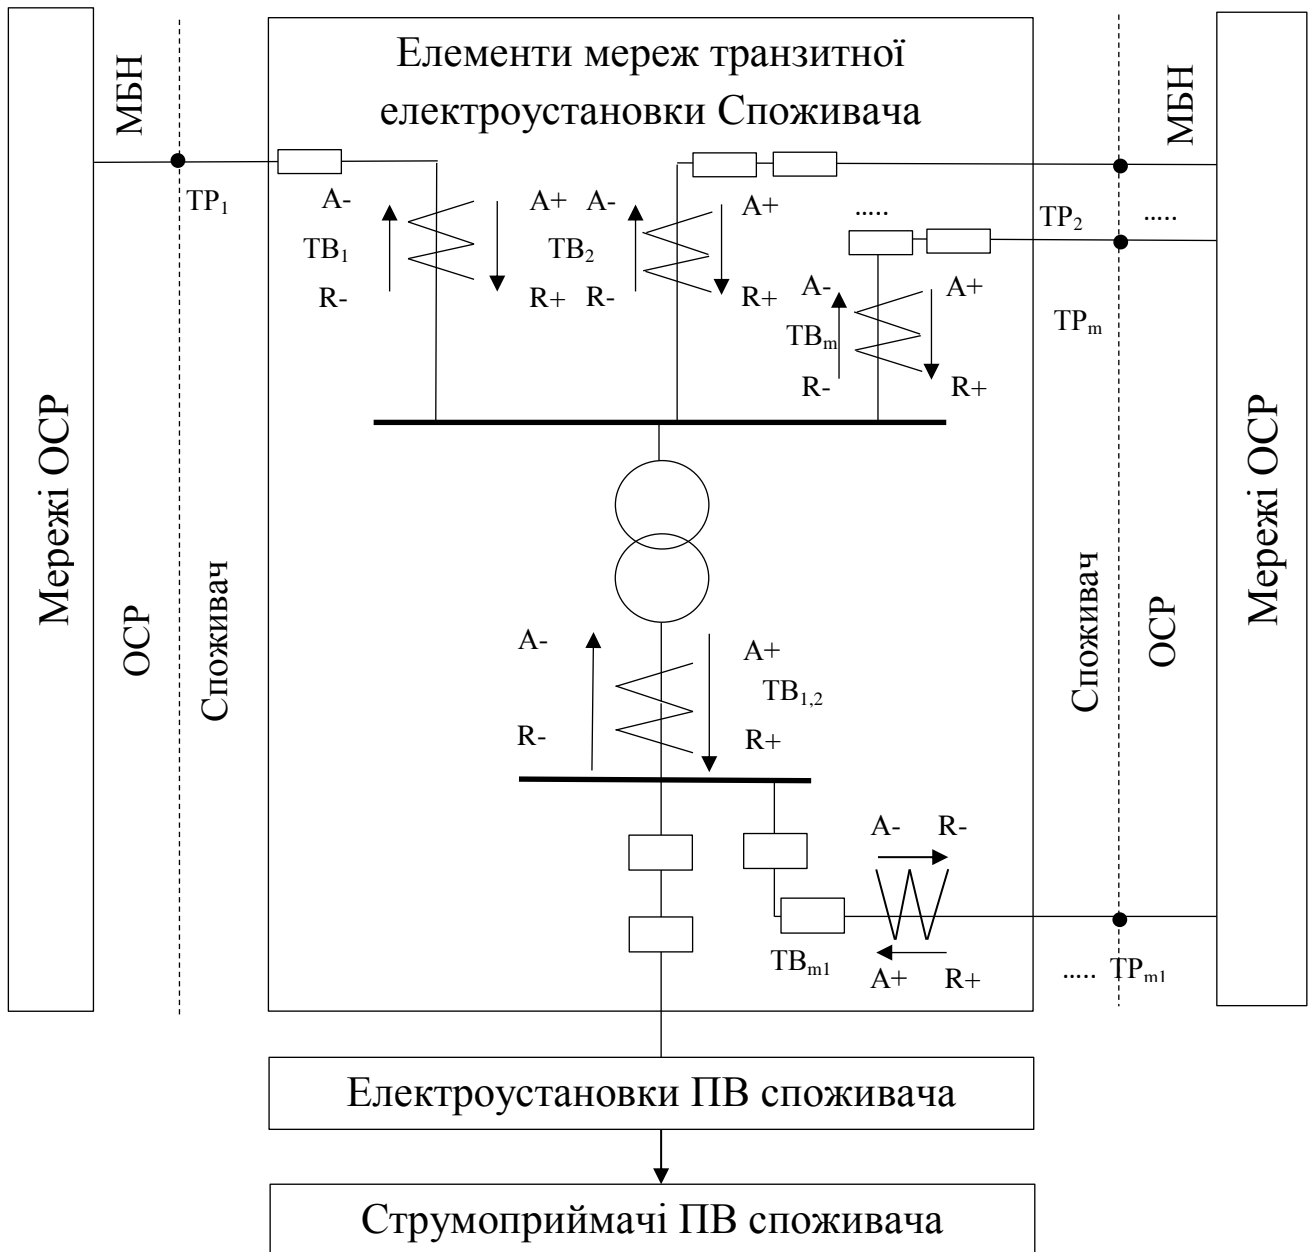 Елементи мереж транзитної
електроустановки Споживача
МБН
МБН
ТР1
А-
А+
ТВ1
R-
R+
А-
А+
ТВ2
R-
R+
.....
ТР2
.....
А-
А+
ТВm
R-
R+
ТРm
Мережі ОСР
ОСР
Споживач
Споживач
ОСР
Мережі ОСР
А-
А+
ТВ1,2
R-
R+
А-
R-
ТВm1
А+
R+
.....
ТРm1
Електроустановки ПВ споживача
Струмоприймачі ПВ споживача